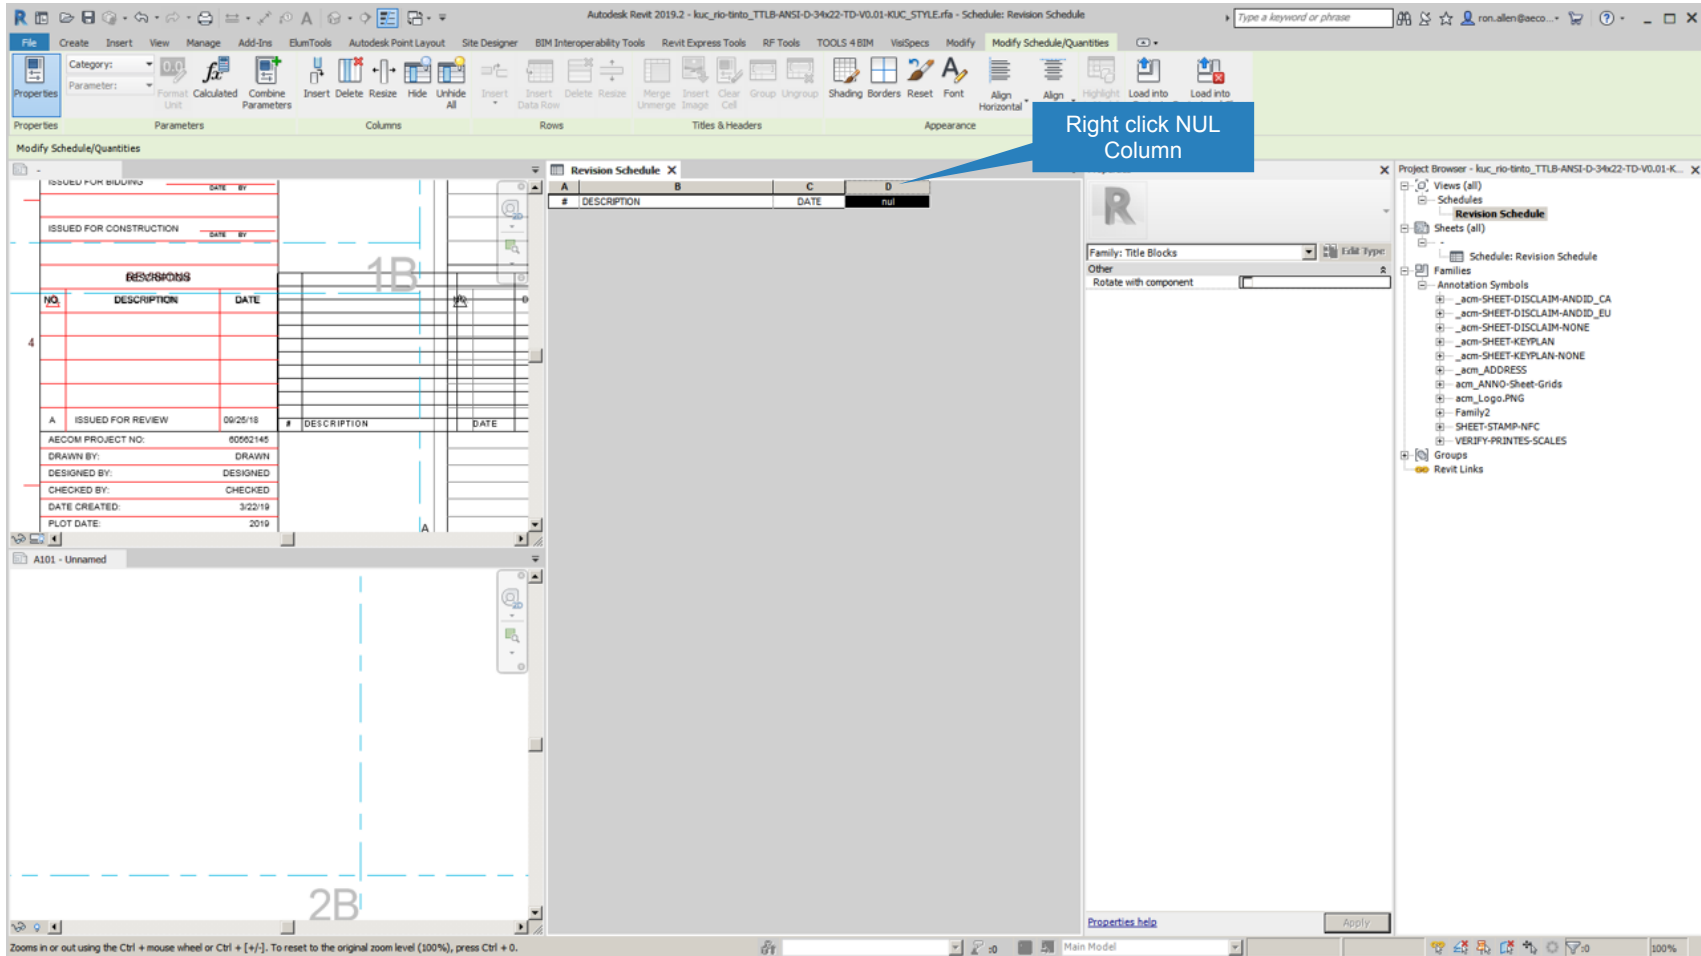 Autodesk Revit 2019.2 - kuc_rio-tinto_TTLB-ANSI-D-34x22-TD-V0.01-KUC_STYLE.rfa - Schedule: Revision Schedule
Type a keyword or phrase
ron.allen@aeco...
File Create Insert View Manage Add-Ins ElumTools Autodesk Point Layout Site Designer BIM Interoperability Tools Revit Express Tools RF Tools TOOLS 4 BIM VisiSpecs Modify Modify Schedule/Quantities
Properties
Category:
Parameter:
Format Unit
Calculated
Combine Parameters
Insert Delete Resize Hide Unhide All
Insert
Insert Data Row
Delete Resize
Merge Unmerge
Insert Image
Clear Cell
Group Ungroup
Shading Borders Reset Font
Align Horizontal
Align
Highlight
Load into
Load into
Properties Parameters Columns Rows Titles & Headers Appearance
Right click NUL
Column
Modify Schedule/Quantities
-
ISSUED FOR BIDDING
DATE BY
ISSUED FOR CONSTRUCTION
DATE BY
1B
REVISIONS
NO. DESCRIPTION DATE
4
A ISSUED FOR REVIEW 09/25/18
# DESCRIPTION DATE
AECOM PROJECT NO: 60562145
DRAWN BY: DRAWN
DESIGNED BY: DESIGNED
CHECKED BY: CHECKED
DATE CREATED: 3/22/19
PLOT DATE: 2019
A
A101 - Unnamed
2B
Revision Schedule
A B C D
# DESCRIPTION DATE nul
Family: Title Blocks
Edit Type
Other
Rotate with component
Properties help
Apply
Project Browser - kuc_rio-tinto_TTLB-ANSI-D-34x22-TD-V0.01-K...
Views (all)
Schedules
Revision Schedule
Sheets (all)
-
Schedule: Revision Schedule
Families
Annotation Symbols
_acm-SHEET-DISCLAIM-ANDID_CA
_acm-SHEET-DISCLAIM-ANDID_EU
_acm-SHEET-DISCLAIM-NONE
_acm-SHEET-KEYPLAN
_acm-SHEET-KEYPLAN-NONE
_acm_ADDRESS
acm_ANNO-Sheet-Grids
acm_Logo.PNG
Family2
SHEET-STAMP-NFC
VERIFY-PRINTES-SCALES
Groups
Revit Links
Zooms in or out using the Ctrl + mouse wheel or Ctrl + [+/-]. To reset to the original zoom level (100%), press Ctrl + 0.
:0
Main Model
:0
100%